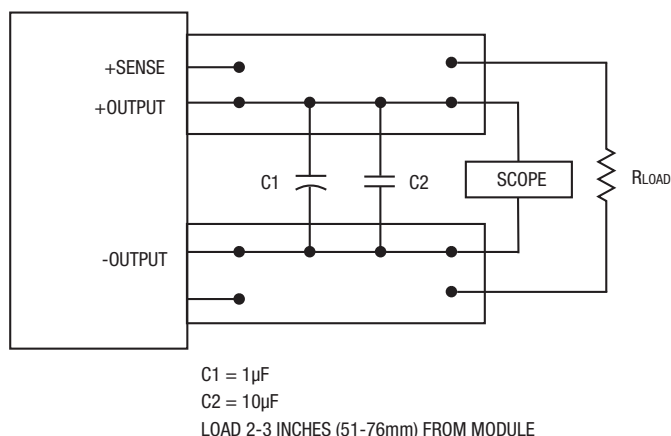 +SENSE
+OUTPUT
C1
C2
SCOPE
RLOAD
-OUTPUT
C1 = 1µF
C2 = 10µF
LOAD 2-3 INCHES (51-76mm) FROM MODULE